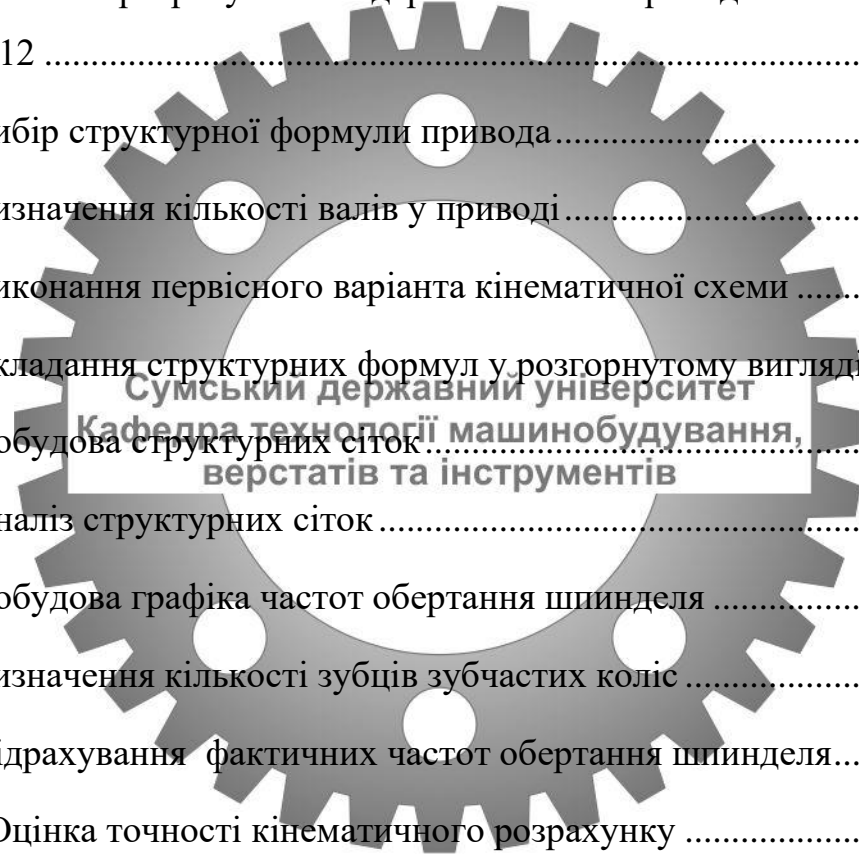 12 ........................................................................
ибір структурної формули привода..............................
изначення кількості валів у приводі............................
иконання первісного варіанта кінематичної схеми .......
кладання структурних формул у розгорнутому вигляді
Сумський державний університет
обудова структурних сіток..........................................
Кафедра технології машинобудування,
верстатів та інструментів
наліз структурних сіток ..............................................
обудова графіка частот обертання шпинделя ...............
изначення кількості зубців зубчастих коліс .................
ідрахування фактичних частот обертання шпинделя...
Оцінка точності кінематичного розрахунку .................